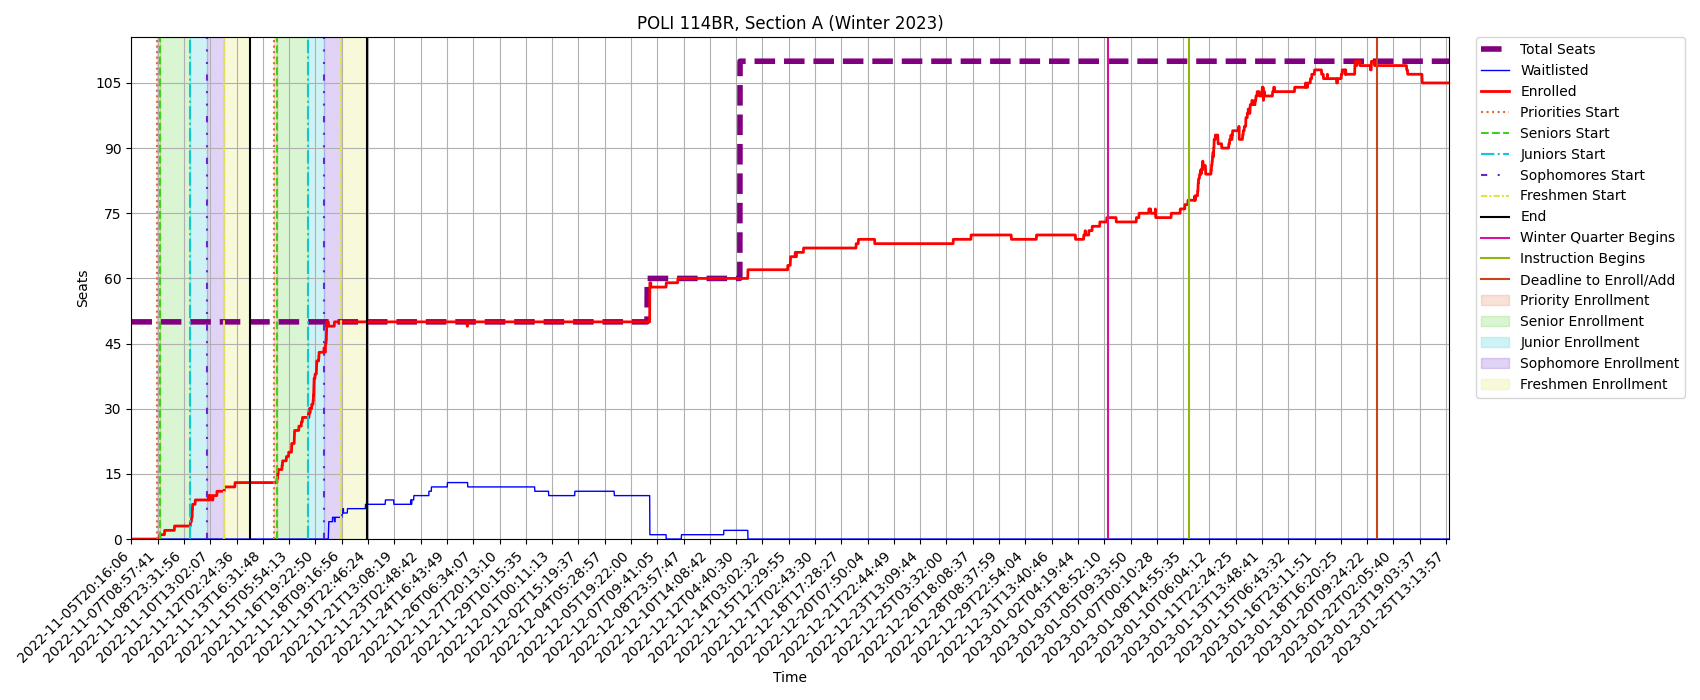 POLI 114BR, Section A (Winter 2023)
105
90
75
60
45
30
15
0
Seats
2022-11-05T20:16:06
2022-11-07T08:57:41
2022-11-08T23:31:56
2022-11-10T13:02:07
2022-11-12T02:24:36
2022-11-13T16:31:48
2022-11-15T05:54:13
2022-11-16T19:22:50
2022-11-18T09:16:56
2022-11-19T22:46:24
2022-11-21T13:08:19
2022-11-23T02:48:42
2022-11-24T16:43:49
2022-11-26T06:34:07
2022-11-27T20:13:10
2022-11-29T10:15:35
2022-12-01T00:11:13
2022-12-02T15:19:37
2022-12-04T05:28:57
2022-12-05T19:22:00
2022-12-07T09:41:05
2022-12-08T23:57:47
2022-12-10T14:08:42
2022-12-12T04:40:30
2022-12-14T03:02:32
2022-12-15T12:29:55
2022-12-17T02:43:30
2022-12-18T17:28:27
2022-12-20T07:50:04
2022-12-21T22:44:49
2022-12-23T13:09:44
2022-12-25T03:32:00
2022-12-26T18:08:37
2022-12-28T08:37:59
2022-12-29T22:54:04
2022-12-31T13:40:46
2023-01-02T04:19:44
2023-01-03T18:52:10
2023-01-05T09:33:50
2023-01-07T00:10:28
2023-01-08T14:55:35
2023-01-10T06:04:12
2023-01-11T22:24:25
2023-01-13T13:48:41
2023-01-15T06:43:32
2023-01-16T23:11:51
2023-01-18T16:20:25
2023-01-20T09:24:22
2023-01-22T02:05:40
2023-01-23T19:03:37
2023-01-25T13:13:57
Time
Total Seats
Waitlisted
Enrolled
Priorities Start
Seniors Start
Juniors Start
Sophomores Start
Freshmen Start
End
Winter Quarter Begins
Instruction Begins
Deadline to Enroll/Add
Priority Enrollment
Senior Enrollment
Junior Enrollment
Sophomore Enrollment
Freshmen Enrollment